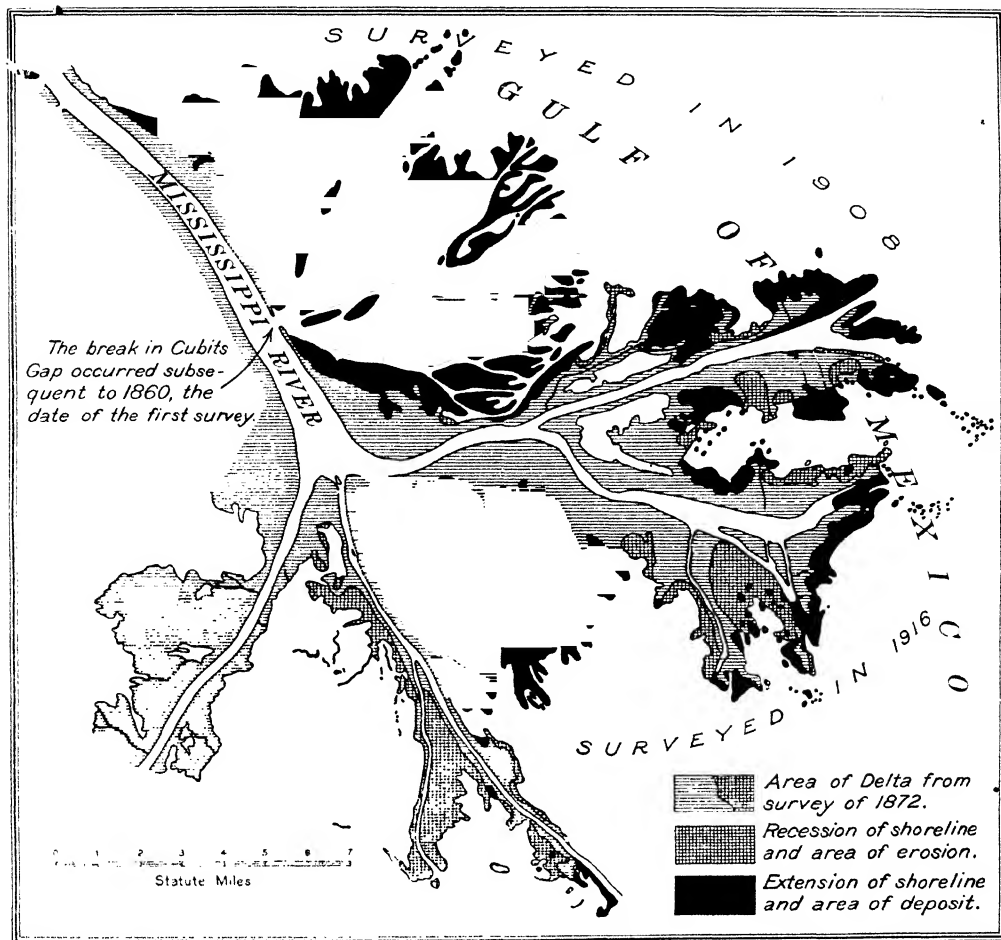 SURVEYED IN 1908
GULF OF MEXICO
MISSISSIPPI RIVER
The break in Cubits
Gap occurred subse-
quent to 1860, the
date of the first survey.
SURVEYED IN 1916
Area of Delta from
survey of 1872.
Recession of shoreline
and area of erosion.
Extension of shoreline
and area of deposit.
0 1 2 3 4 5 6 7
Statute Miles